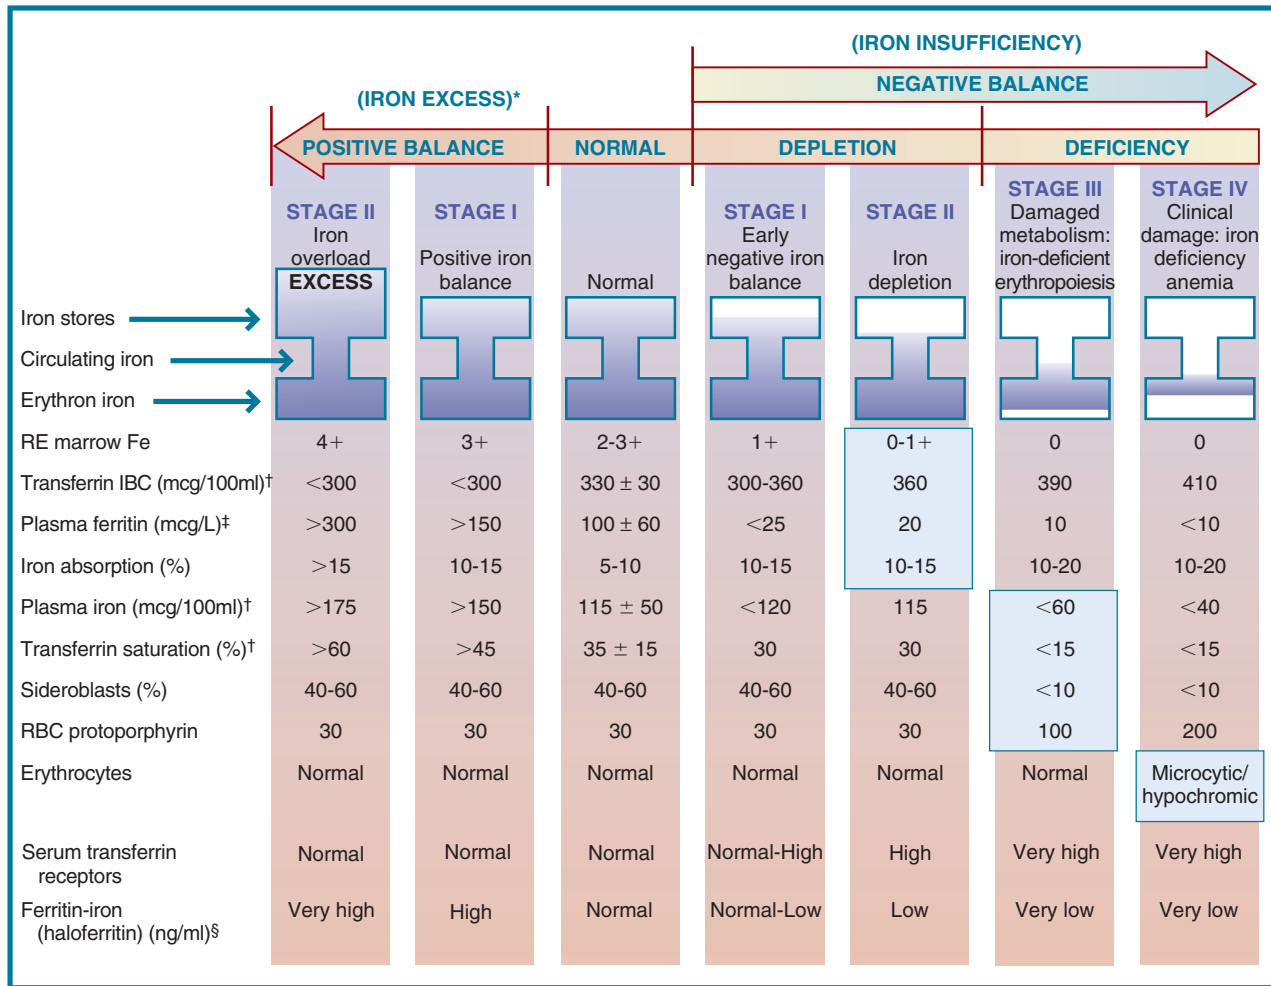 (IRON INSUFFICIENCY)
NEGATIVE BALANCE
(IRON EXCESS)*
POSITIVE BALANCE NORMAL DEPLETION DEFICIENCY
STAGE II
Iron
overload
EXCESS
STAGE I
Positive iron
balance
Normal
STAGE I
Early
negative iron
balance
STAGE II
Iron
depletion
STAGE III
Damaged
metabolism:
iron-deficient
erythropoiesis
STAGE IV
Clinical
damage: iron
deficiency
anemia
Iron stores
Circulating iron
Erythron iron
RE marrow Fe 4+ 3+ 2-3+ 1+ 0-1+ 0 0
Transferrin IBC (mcg/100ml)† <300 <300 330 ± 30 300-360 360 390 410
Plasma ferritin (mcg/L)‡ >300 >150 100 ± 60 <25 20 10 <10
Iron absorption (%) >15 10-15 5-10 10-15 10-15 10-20 10-20
Plasma iron (mcg/100ml)† >175 >150 115 ± 50 <120 115 <60 <40
Transferrin saturation (%)† >60 >45 35 ± 15 30 30 <15 <15
Sideroblasts (%) 40-60 40-60 40-60 40-60 40-60 <10 <10
RBC protoporphyrin 30 30 30 30 30 100 200
Erythrocytes Normal Normal Normal Normal Normal Normal Microcytic/
hypochromic
Serum transferrin Normal Normal Normal Normal-High High Very high Very high
receptors
Ferritin-iron Very high High Normal Normal-Low Low Very low Very low
(haloferritin) (ng/ml)§